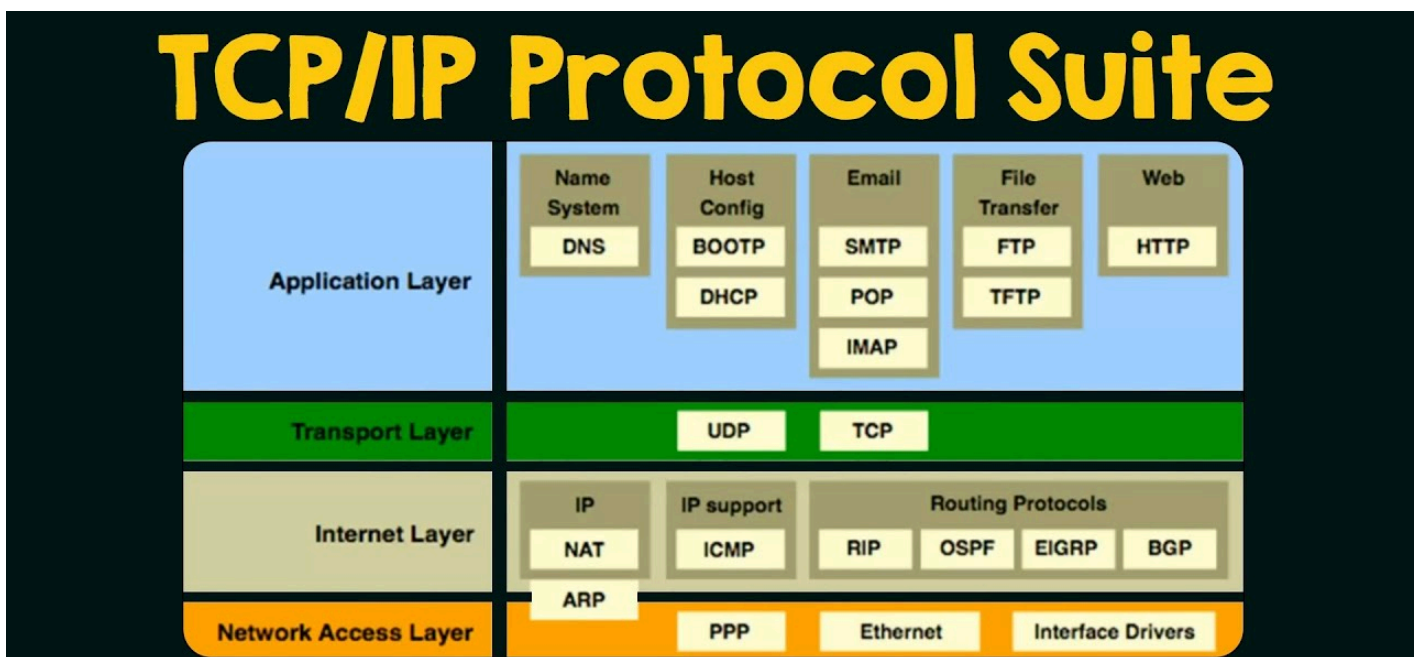 TCP/IP Protocol Suite
Application Layer
Name
System
DNS
Host
Config
BOOTP
DHCP
Email
SMTP
POP
IMAP
File
Transfer
FTP
TFTP
Web
HTTP
Transport Layer
UDP
TCP
Internet Layer
IP
NAT
ARP
IP support
ICMP
Routing Protocols
RIP
OSPF
EIGRP
BGP
Network Access Layer
PPP
Ethernet
Interface Drivers